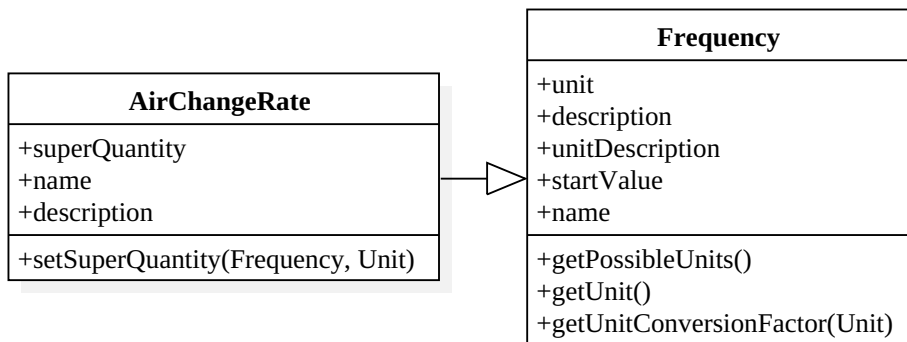 AirChangeRate
+superQuantity
+name
+description
+setSuperQuantity(Frequency, Unit)
Frequency
+unit
+description
+unitDescription
+startValue
+name
+getPossibleUnits()
+getUnit()
+getUnitConversionFactor(Unit)